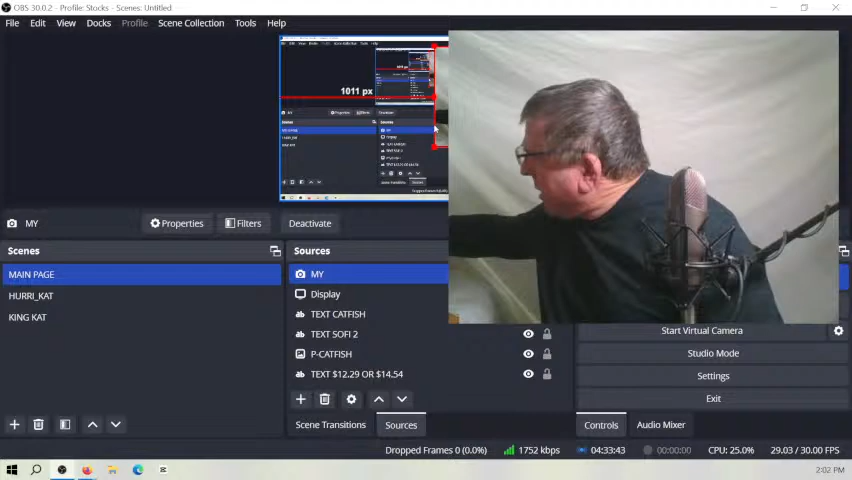 OBS 30.0.2 - Profile: Stocks - Scenes: Untitled
File Edit View Docks Profile Scene Collection Tools Help
1011 px
MY Properties Filters Deactivate
Scenes
MAIN PAGE
HURRI_KAT
KING KAT
Sources
MY
Display
TEXT CATFISH
TEXT SOFI 2
P-CATFISH
TEXT $12.29 OR $14.54
Scene Transitions Sources
Start Virtual Camera
Studio Mode
Settings
Exit
Controls Audio Mixer
Dropped Frames 0 (0.0%) 1752 kbps 04:33:43 00:00:00 CPU: 25.0% 29.03 / 30.00 FPS
2:02 PM